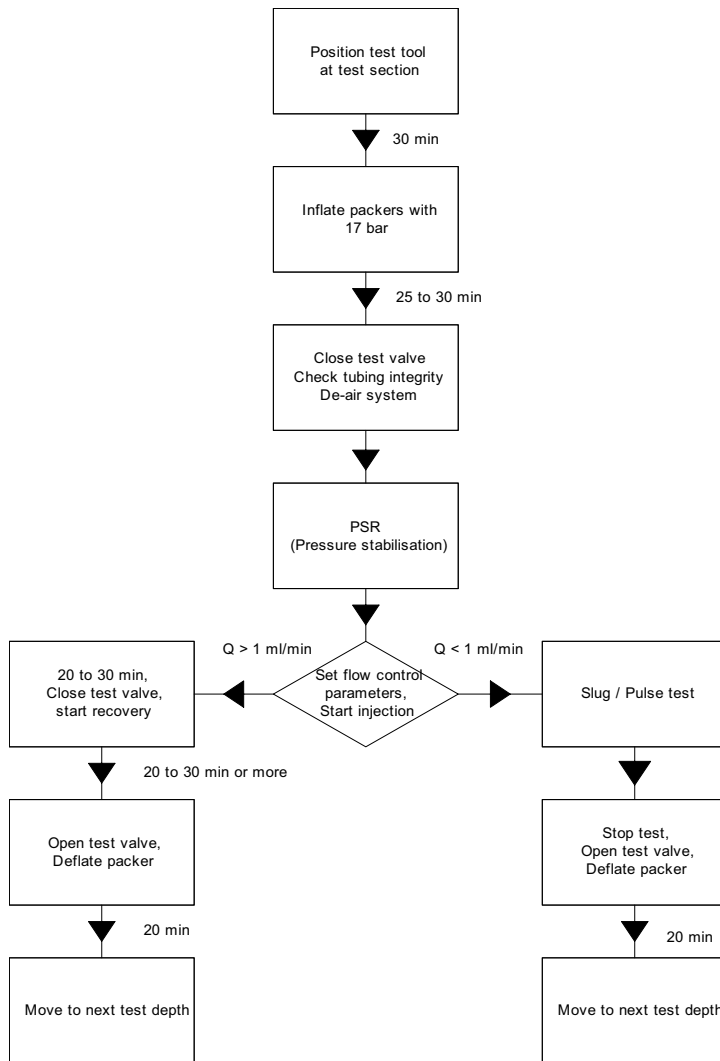 Position test tool
at test section
30 min
Inflate packers with
17 bar
25 to 30 min
Close test valve
Check tubing integrity
De-air system
PSR
(Pressure stabilisation)
Q > 1 ml/min
Q < 1 ml/min
Set flow control
parameters,
Start injection
20 to 30 min,
Close test valve,
start recovery
Slug / Pulse test
20 to 30 min or more
Open test valve,
Deflate packer
Stop test,
Open test valve,
Deflate packer
20 min
20 min
Move to next test depth
Move to next test depth